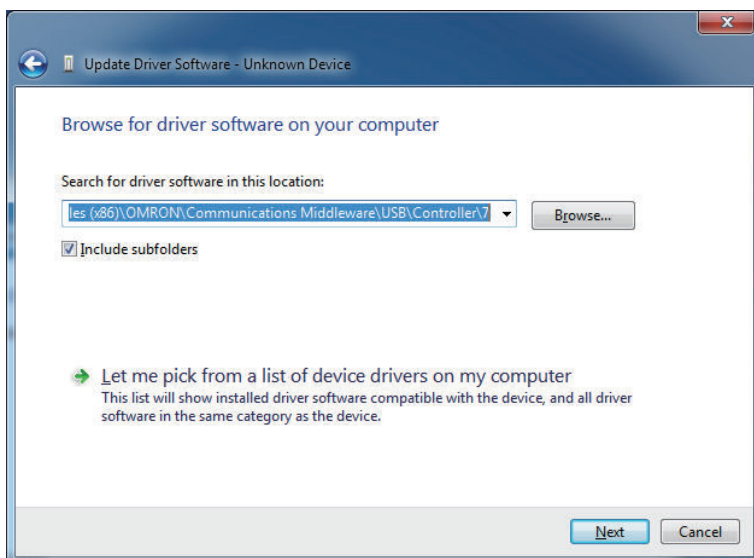 Update Driver Software - Unknown Device
Browse for driver software on your computer
Search for driver software in this location:
les (x86)\OMRON\Communications Middleware\USB\Controller\7
Browse...
Include subfolders
Let me pick from a list of device drivers on my computer
This list will show installed driver software compatible with the device, and all driver
software in the same category as the device.
Next
Cancel